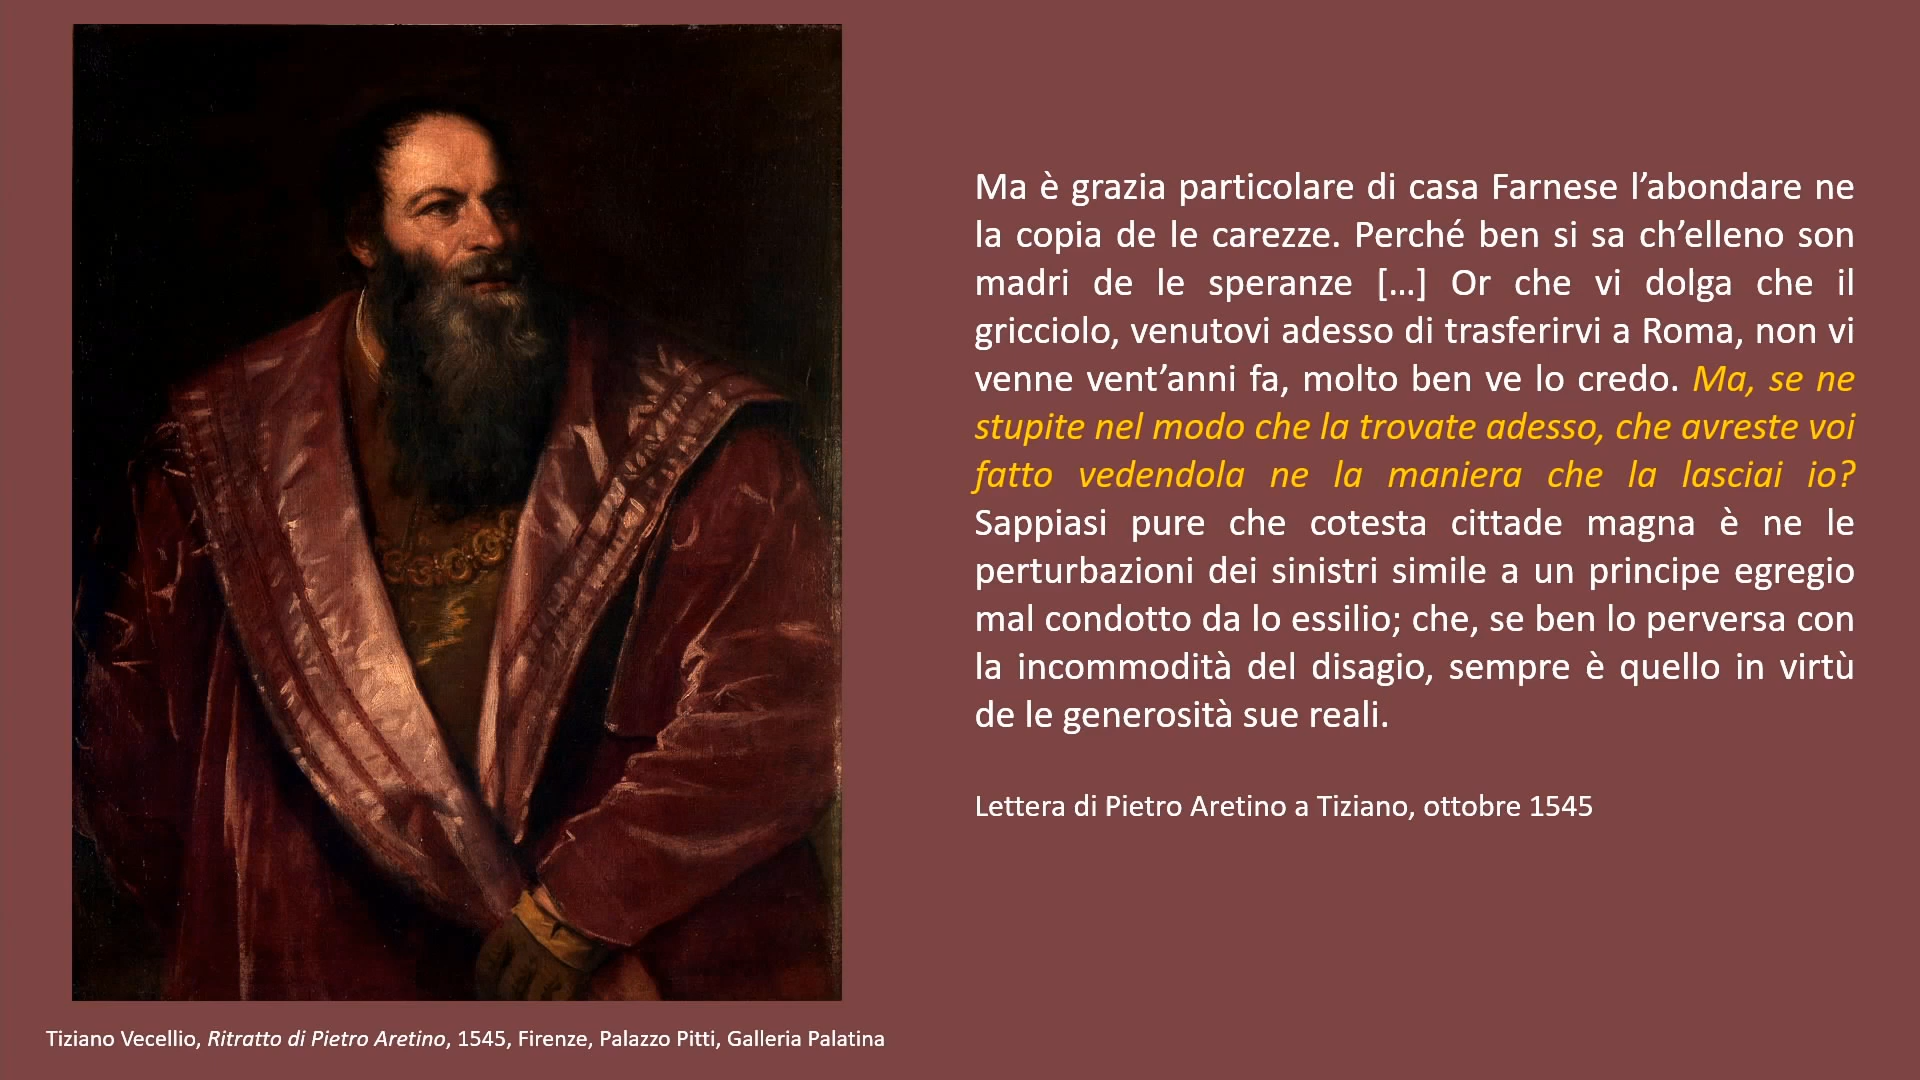 Ma è grazia particolare di casa Farnese l’abondare ne
la copia de le carezze. Perché ben si sa ch’elleno son
madri de le speranze […] Or che vi dolga che il
gricciolo, venutovi adesso di trasferirvi a Roma, non vi
venne vent’anni fa, molto ben ve lo credo. Ma, se ne
stupite nel modo che la trovate adesso, che avreste voi
fatto vedendola ne la maniera che la lasciai io?
Sappiasi pure che cotesta cittade magna è ne le
perturbazioni dei sinistri simile a un principe egregio
mal condotto da lo essilio; che, se ben lo perversa con
la incommodità del disagio, sempre è quello in virtù
de le generosità sue reali.
Lettera di Pietro Aretino a Tiziano, ottobre 1545
Tiziano Vecellio, Ritratto di Pietro Aretino, 1545, Firenze, Palazzo Pitti, Galleria Palatina